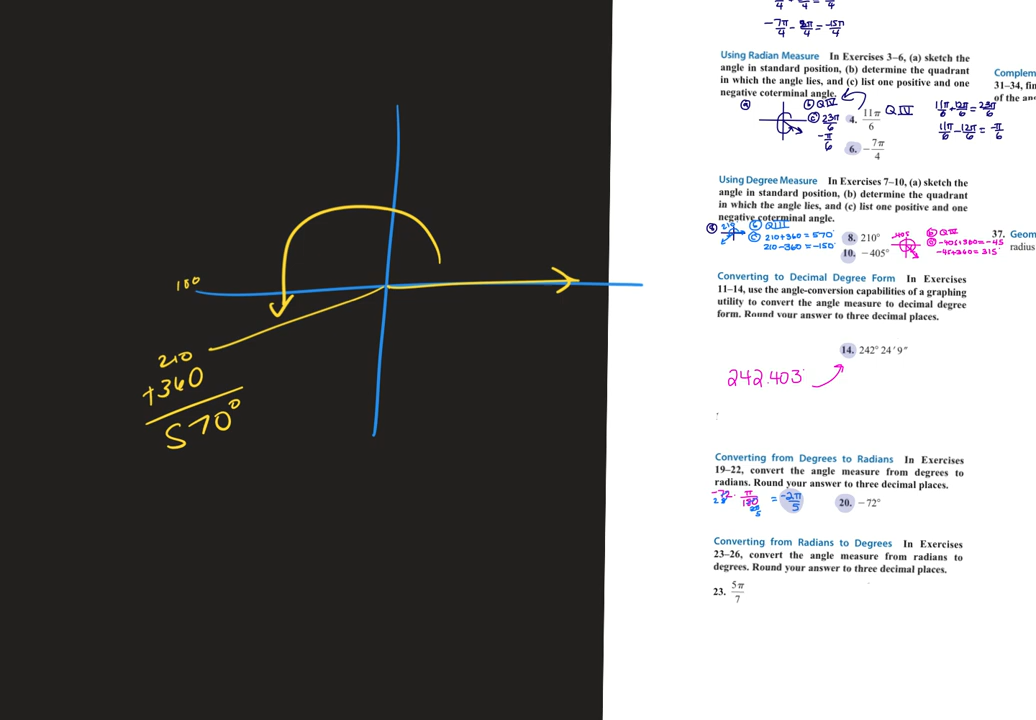 180
210
+360
570°
-7π/4 - 8π/4 = -15π/4
Using Radian Measure In Exercises 3–6, (a) sketch the
angle in standard position, (b) determine the quadrant
in which the angle lies, and (c) list one positive and one
negative coterminal angle.
(a)
(b) QIV
(c) 23π/6
-π/6
4. 11π/6 QIV
11π/6 + 12π/6 = 23π/6
11π/6 - 12π/6 = -π/6
6. -7π/4
Complem
31–34, fin
of the an
Using Degree Measure In Exercises 7–10, (a) sketch the
angle in standard position, (b) determine the quadrant
in which the angle lies, and (c) list one positive and one
negative coterminal angle.
(a) 210° (b) QIII
(c) 210+360 = 570°
210-360 = -150°
8. 210°
10. -405°
-405
-405+360 = -45
-45+360 = 315°
37. Geom
radius
Converting to Decimal Degree Form In Exercises
11–14, use the angle-conversion capabilities of a graphing
utility to convert the angle measure to decimal degree
form. Round your answer to three decimal places.
14. 242° 24′ 9″
242.403°
Converting from Degrees to Radians In Exercises
19–22, convert the angle measure from degrees to
radians. Round your answer to three decimal places.
-72 · π/180 = -2π/5
20. -72°
Converting from Radians to Degrees In Exercises
23–26, convert the angle measure from radians to
degrees. Round your answer to three decimal places.
23. 5π/7